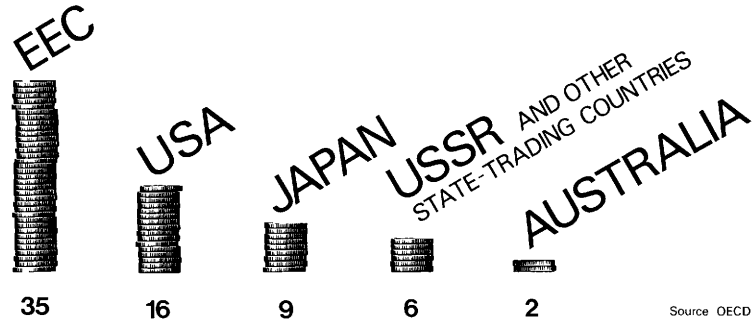 EEC
USA
JAPAN
USSR AND OTHER
STATE-TRADING COUNTRIES
AUSTRALIA
35
16
9
6
2
Source OECD